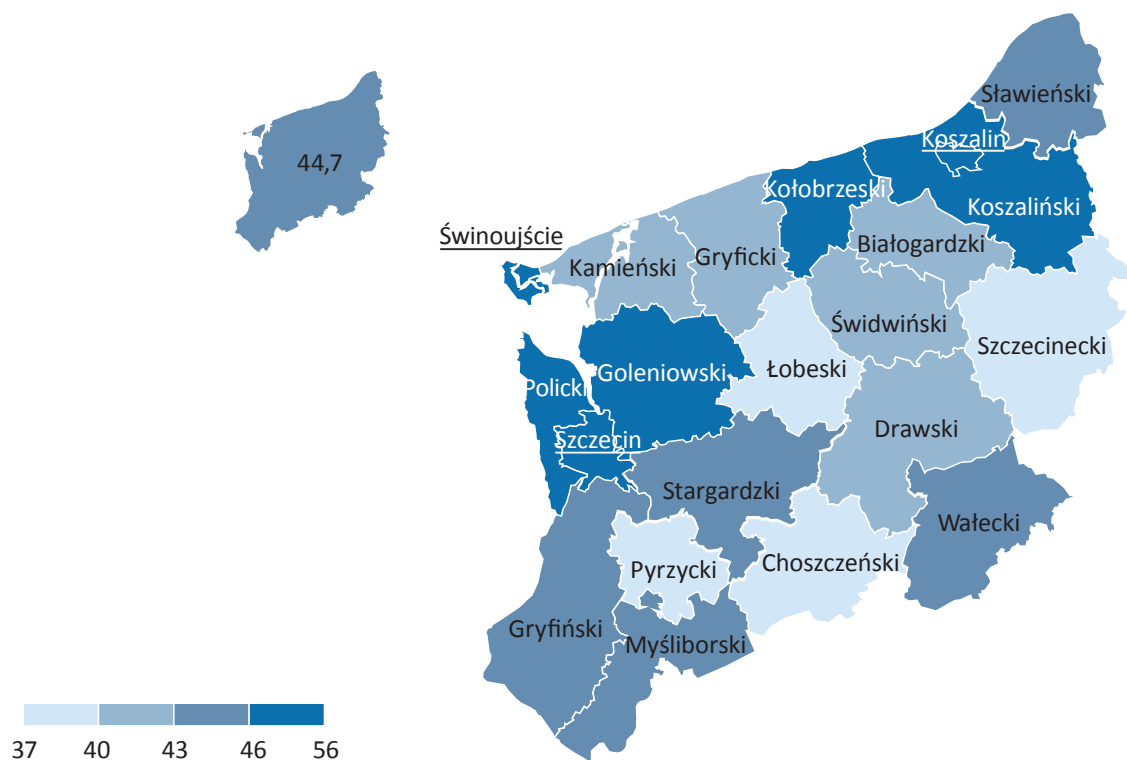 Sławieński
Koszalin
44,7
Kołobrzeski
Koszaliński
Świnoujście
Białogardzki
Gryficki
Kamieński
Świdwiński
Szczecinecki
Łobeski
Goleniowski
Policki
Drawski
Szczecin
Stargardzki
Wałecki
Choszczeński
Pyrzycki
Gryfiński
Myśliborski
37 40 43 46 56